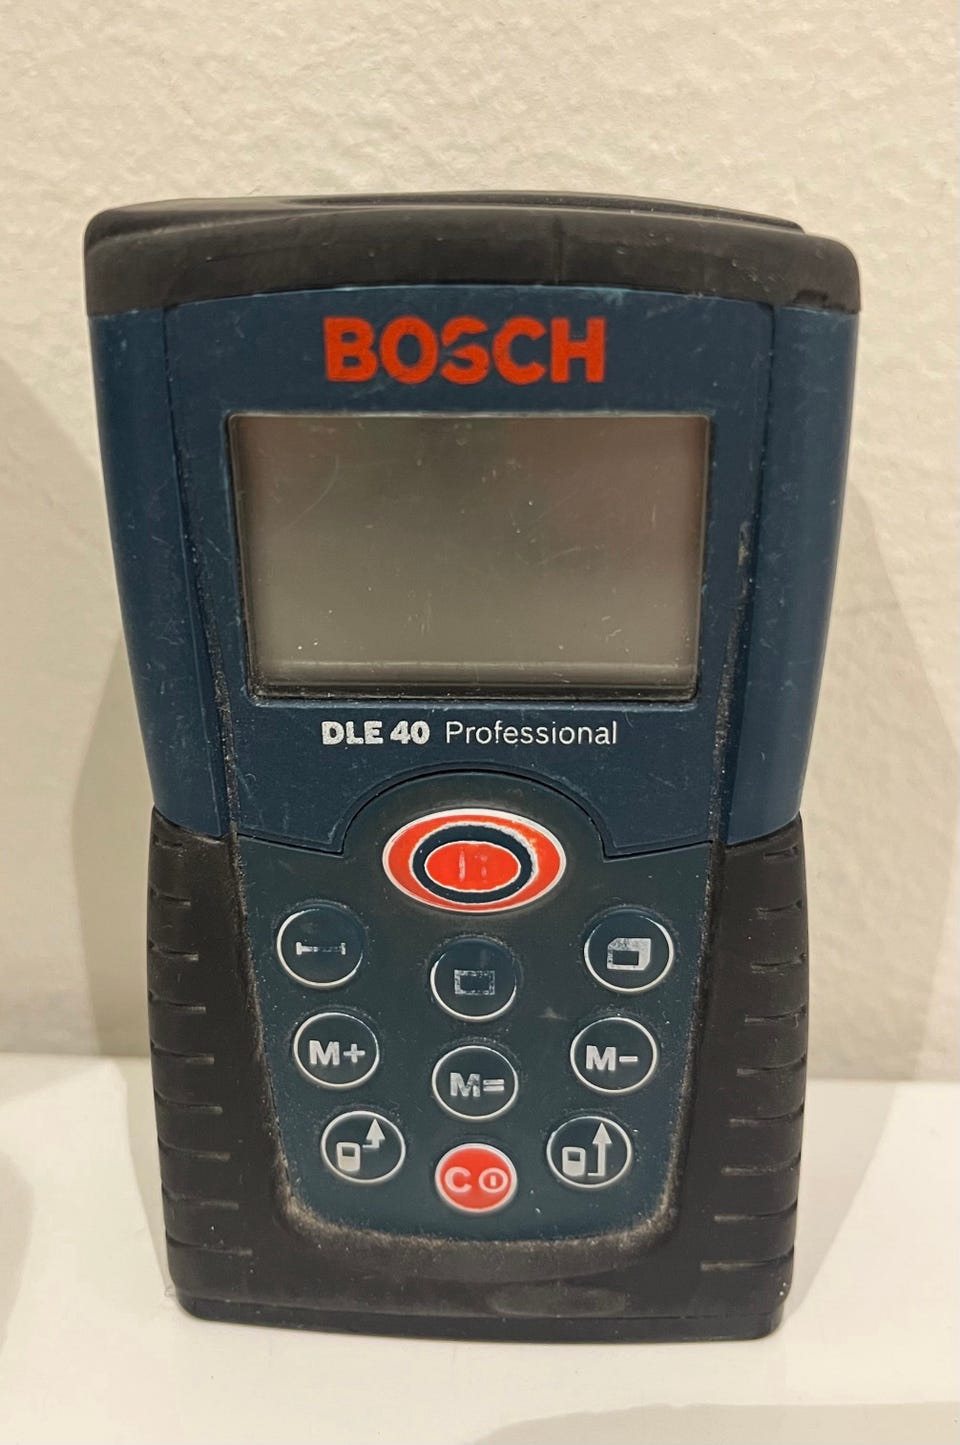 BOSCH
DLE 40 Professional
M+
M=
M-
C